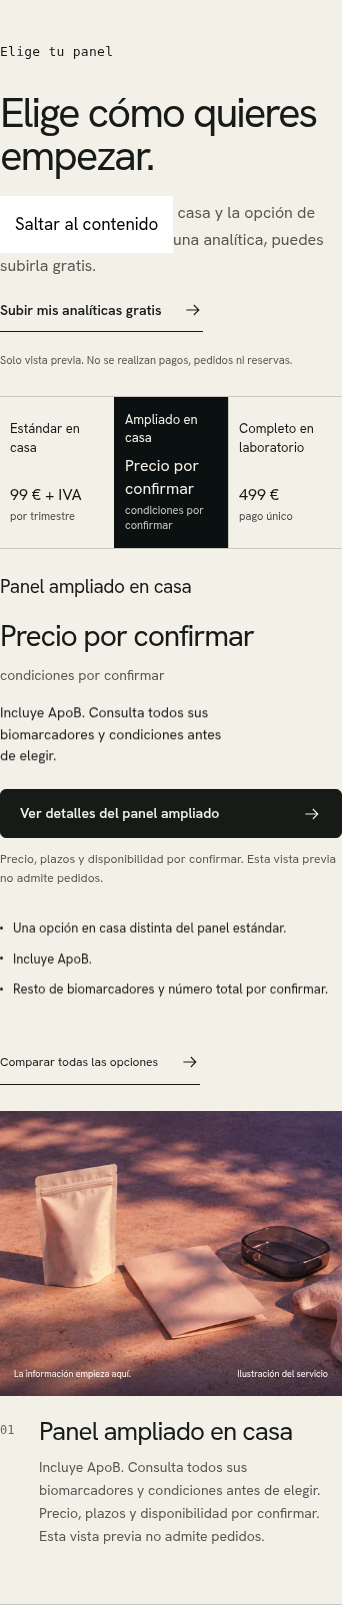 Elige tu panel
Elige cómo quieres
empezar.
Saltar al contenido
casa y la opción de
una analítica, puedes
subirla gratis.
Subir mis analíticas gratis →
Solo vista previa. No se realizan pagos, pedidos ni reservas.
Estándar en
casa
99 € + IVA
por trimestre
Ampliado en
casa
Precio por
confirmar
condiciones por
confirmar
Completo en
laboratorio
499 €
pago único
Panel ampliado en casa
Precio por confirmar
condiciones por confirmar
Incluye ApoB. Consulta todos sus
biomarcadores y condiciones antes
de elegir.
Ver detalles del panel ampliado →
Precio, plazos y disponibilidad por confirmar. Esta vista previa
no admite pedidos.
• Una opción en casa distinta del panel estándar.
• Incluye ApoB.
• Resto de biomarcadores y número total por confirmar.
Comparar todas las opciones →
La información empieza aquí.
Ilustración del servicio
01
Panel ampliado en casa
Incluye ApoB. Consulta todos sus
biomarcadores y condiciones antes de elegir.
Precio, plazos y disponibilidad por confirmar.
Esta vista previa no admite pedidos.